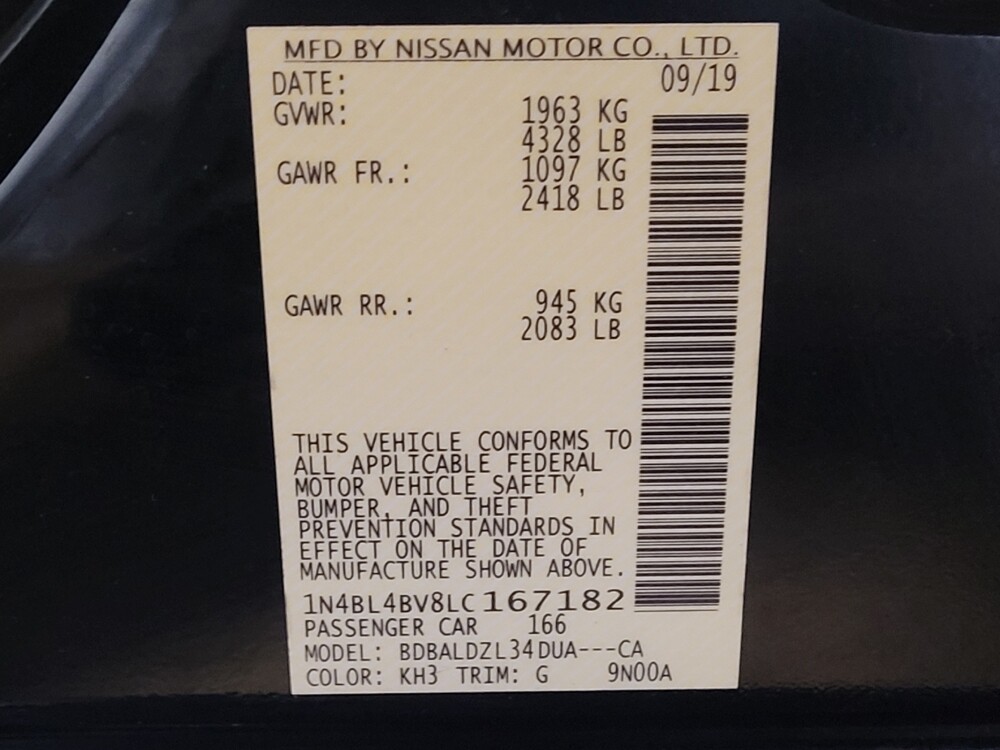 MFD BY NISSAN MOTOR CO., LTD.
DATE: 09/19
GVWR: 1963 KG
4328 LB
GAWR FR.: 1097 KG
2418 LB
GAWR RR.: 945 KG
2083 LB
THIS VEHICLE CONFORMS TO
ALL APPLICABLE FEDERAL
MOTOR VEHICLE SAFETY,
BUMPER, AND THEFT
PREVENTION STANDARDS IN
EFFECT ON THE DATE OF
MANUFACTURE SHOWN ABOVE.
1N4BL4BV8LC167182
PASSENGER CAR 166
MODEL: BDBALDZL34DUA---CA
COLOR: KH3 TRIM: G 9N00A